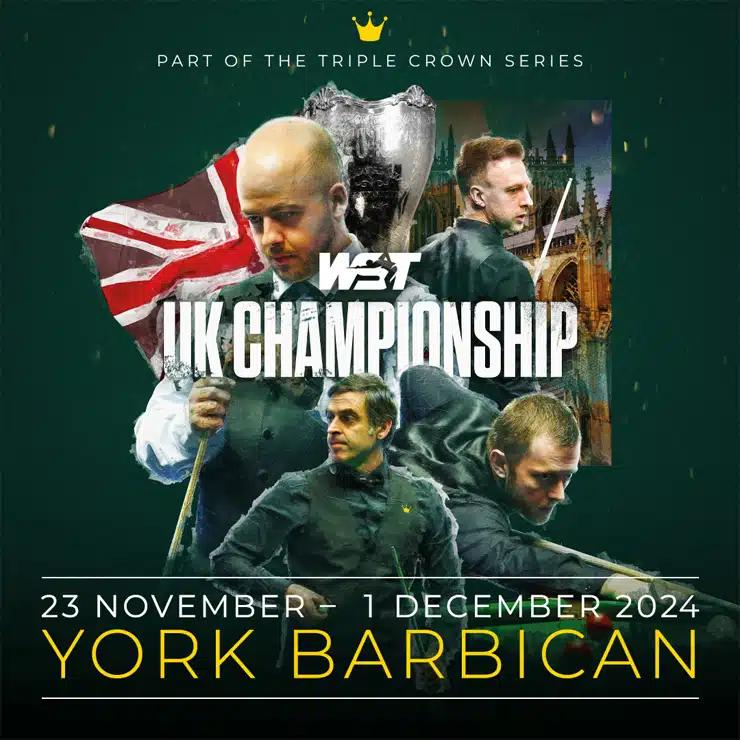 PART OF THE TRIPLE CROWN SERIES
WST
UK CHAMPIONSHIP
23 NOVEMBER – 1 DECEMBER 2024
YORK BARBICAN